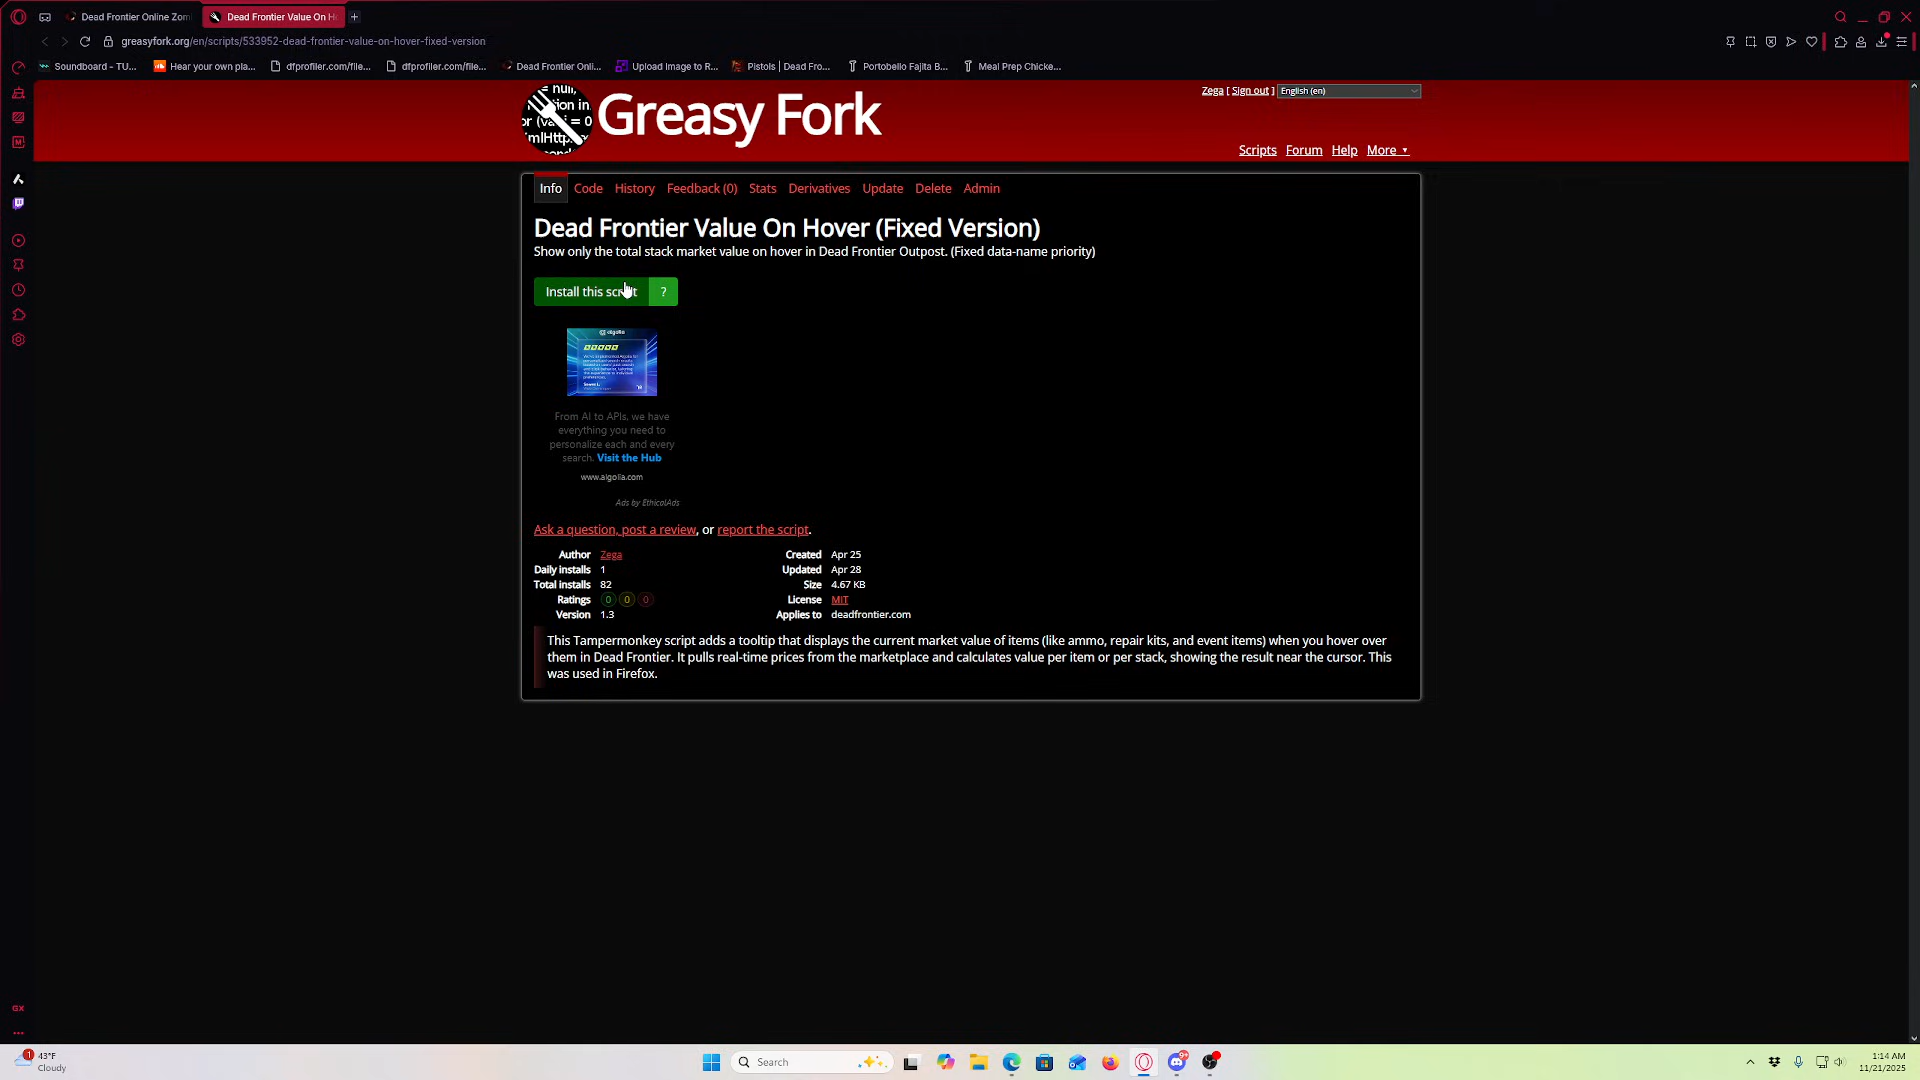 Dead Frontier Online Zom
Dead Frontier Value On H
greasyfork.org/en/scripts/533952-dead-frontier-value-on-hover-fixed-version
Soundboard - TU... Hear your own pla... dfprofiler.com/file... dfprofiler.com/file... Dead Frontier Onli... Upload Image to R... Pistols | Dead Fro... Portobello Fajita B... Meal Prep Chicke...
Greasy Fork
Zega [ Sign out ] English (en)
Scripts Forum Help More ▾
Info Code History Feedback (0) Stats Derivatives Update Delete Admin
Dead Frontier Value On Hover (Fixed Version)
Show only the total stack market value on hover in Dead Frontier Outpost. (Fixed data-name priority)
Install this script ?
algolia
From AI to APIs, we have
everything you need to
personalize each and every
search. Visit the Hub
www.algolia.com
Ads by EthicalAds
Ask a question, post a review, or report the script.
Author Zega Created Apr 25
Daily installs 1 Updated Apr 28
Total installs 82 Size 4.67 KB
Ratings 0 0 0 License MIT
Version 1.3 Applies to deadfrontier.com
This Tampermonkey script adds a tooltip that displays the current market value of items (like ammo, repair kits, and event items) when you hover over
them in Dead Frontier. It pulls real-time prices from the marketplace and calculates value per item or per stack, showing the result near the cursor. This
was used in Firefox.
GX
1 43°F
Cloudy
Search
9+
1:14 AM
11/21/2025